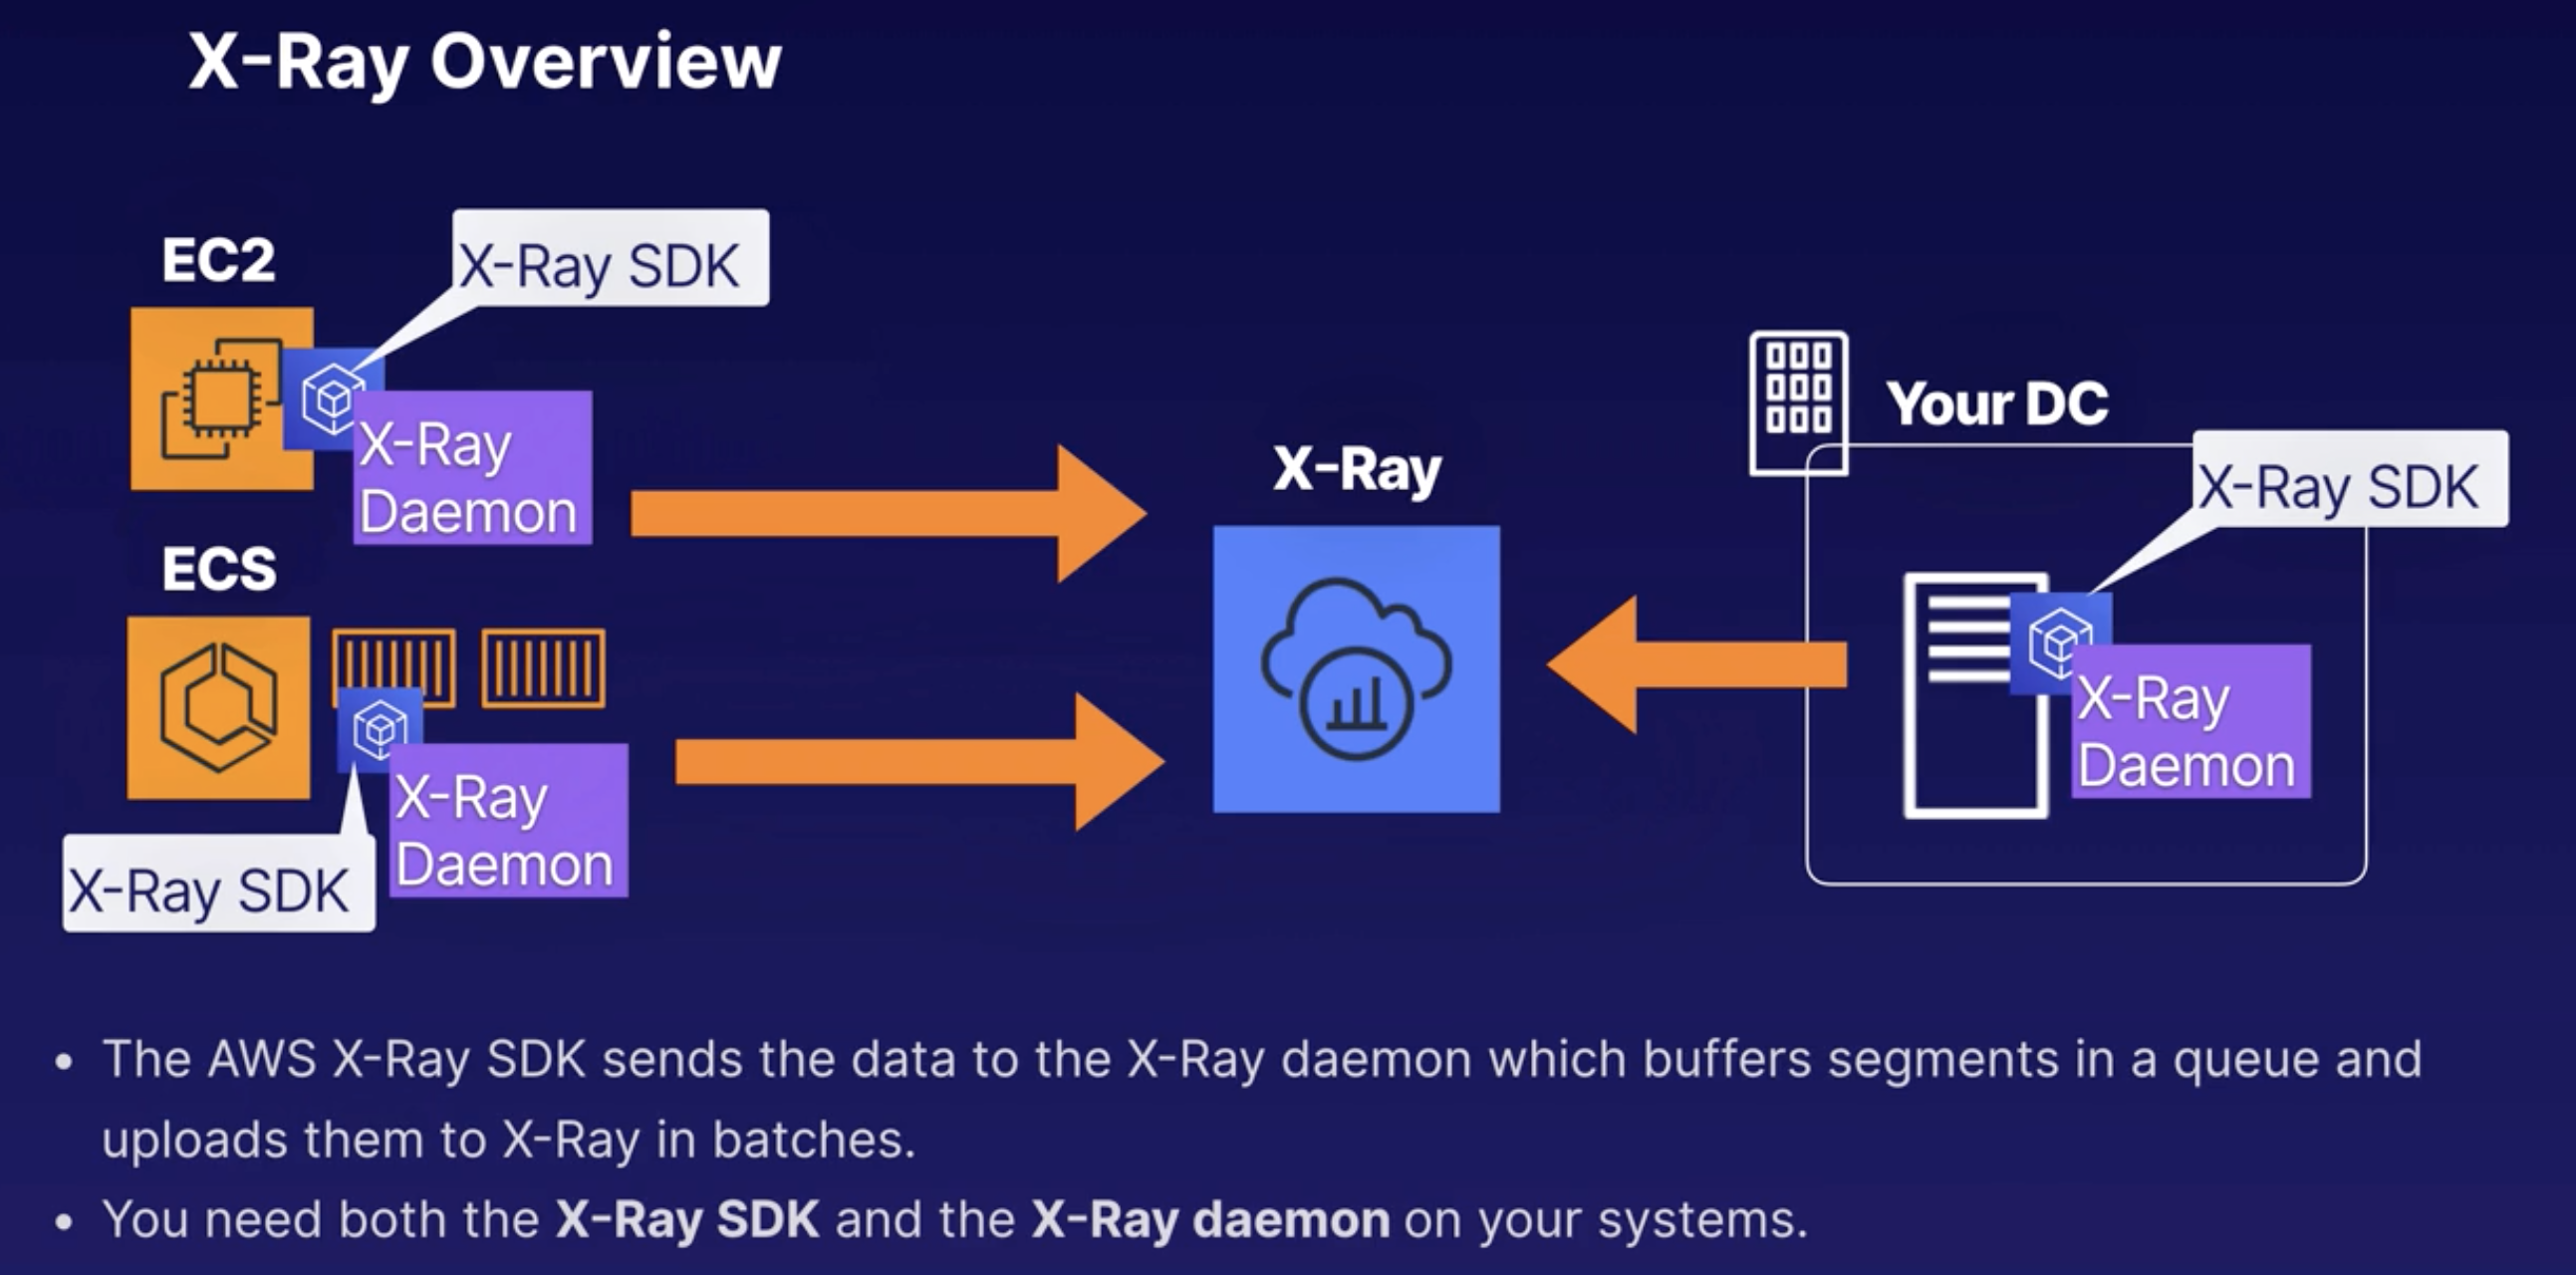 X-Ray Overview
EC2
X-Ray SDK
X-Ray
Daemon
ECS
X-Ray
Daemon
X-Ray SDK
X-Ray
Your DC
X-Ray SDK
X-Ray
Daemon
• The AWS X-Ray SDK sends the data to the X-Ray daemon which buffers segments in a queue and
uploads them to X-Ray in batches.
• You need both the X-Ray SDK and the X-Ray daemon on your systems.